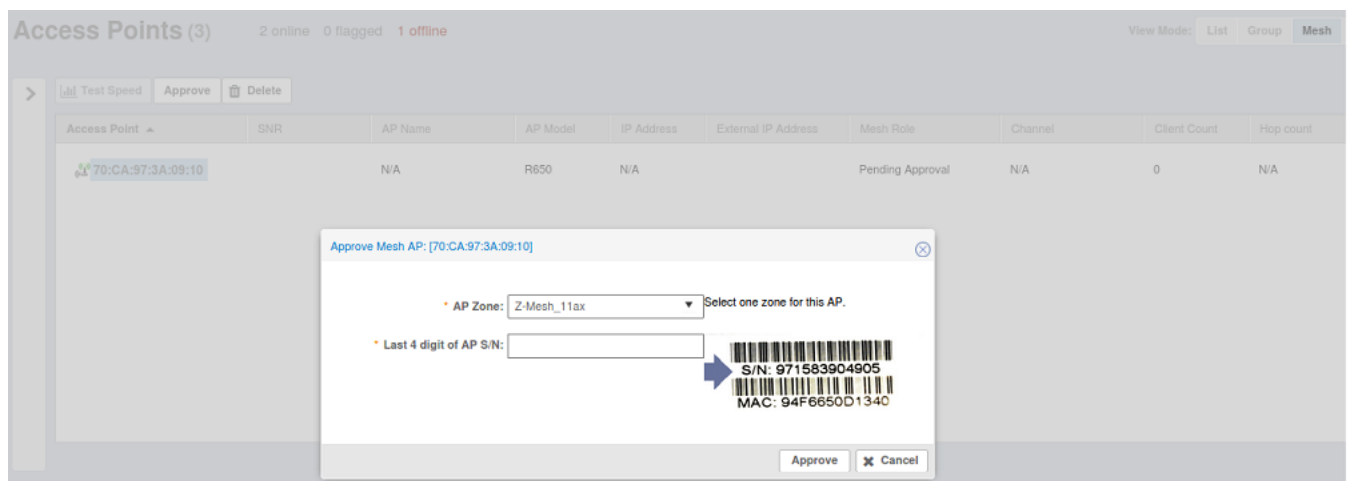 Access Points (3) 2 online 0 flagged 1 offline View Mode: List Group Mesh
Test Speed Approve Delete
Access Point SNR AP Name AP Model IP Address External IP Address Mesh Role Channel Client Count Hop count
70:CA:97:3A:09:10 N/A R650 N/A Pending Approval N/A 0 N/A
Approve Mesh AP: [70:CA:97:3A:09:10]
* AP Zone: Z-Mesh_11ax Select one zone for this AP.
* Last 4 digit of AP S/N:
S/N: 971583904905
MAC: 94F6650D1340
Approve Cancel